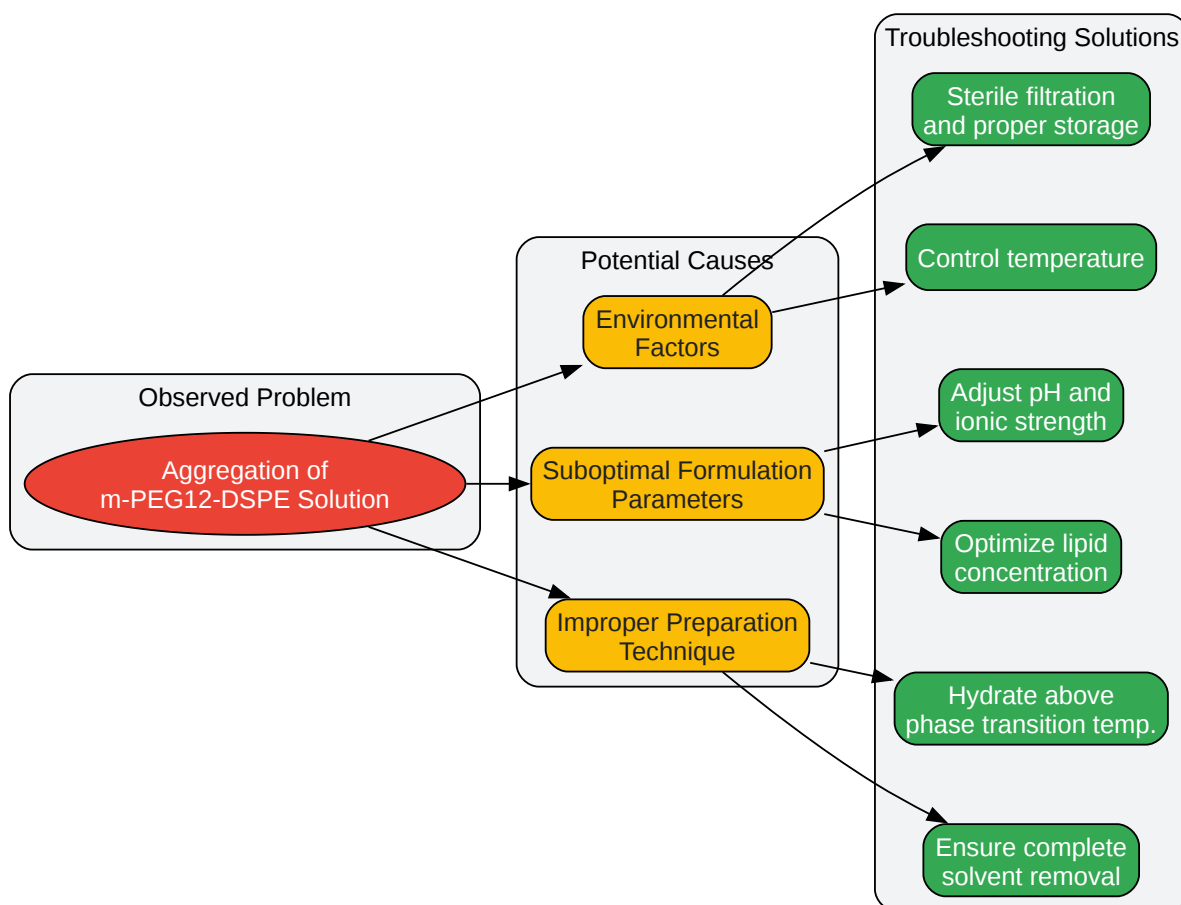 Observed Problem
Aggregation of
m-PEG12-DSPE Solution
Potential Causes
Environmental
Factors
Suboptimal Formulation
Parameters
Improper Preparation
Technique
Troubleshooting Solutions
Sterile filtration
and proper storage
Control temperature
Adjust pH and
ionic strength
Optimize lipid
concentration
Hydrate above
phase transition temp.
Ensure complete
solvent removal